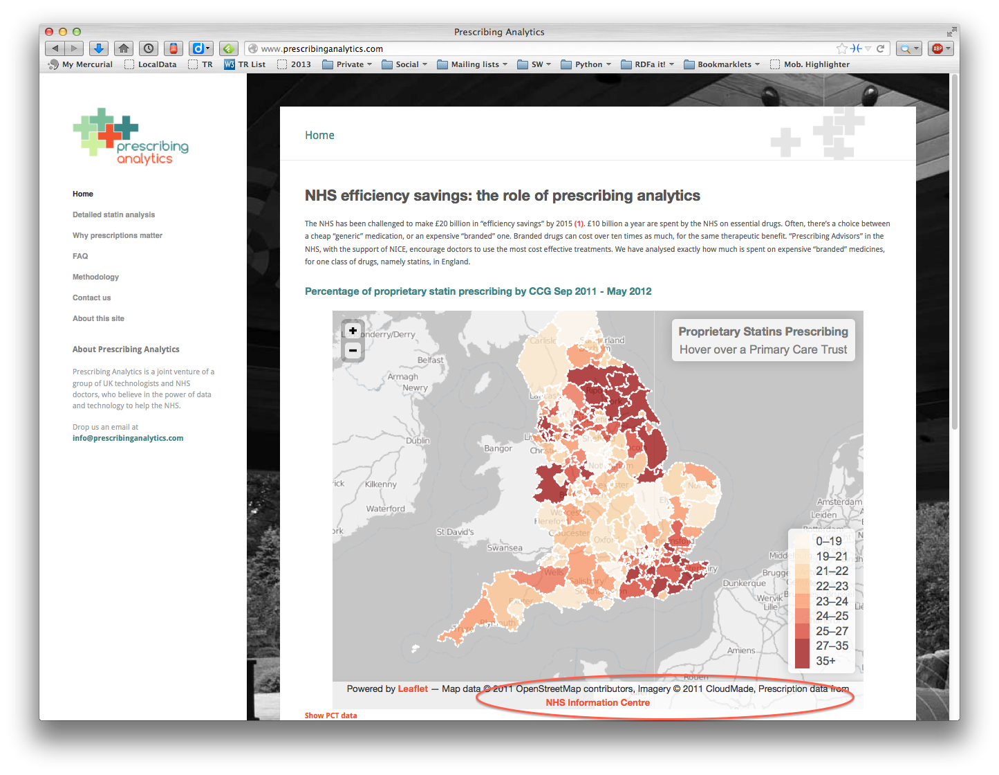 Prescribing Analytics
www.prescribinganalytics.com
ABP
My Mercurial
LocalData
TR
W3 TR List
2013
Private
Social
Mailing lists
SW
Python
RDFa it!
Bookmarklets
Mob. Highlighter
prescribing
analytics
Home
Detailed statin analysis
Why prescriptions matter
FAQ
Methodology
Contact us
About this site
About Prescribing Analytics
Prescribing Analytics is a joint venture of a
group of UK technologists and NHS
doctors, who believe in the power of data
and technology to help the NHS.
Drop us an email at
info@prescribinganalytics.com
Home
NHS efficiency savings: the role of prescribing analytics
The NHS has been challenged to make £20 billion in “efficiency savings” by 2015 (1). £10 billion a year are spent by the NHS on essential drugs. Often, there’s a choice between
a cheap “generic” medication, or an expensive “branded” one. Branded drugs can cost over ten times as much, for the same therapeutic benefit. “Prescribing Advisors” in the
NHS, with the support of NICE, encourage doctors to use the most cost effective treatments. We have analysed exactly how much is spent on expensive “branded” medicines,
for one class of drugs, namely statins, in England.
Percentage of proprietary statin prescribing by CCG Sep 2011 - May 2012
+
−
Proprietary Statins Prescribing
Hover over a Primary Care Trust
Belfast
Armagh
Newry
Dublin
Bangor
Kilkenny
Waterford
St David's
Swansea
Carlisle
Oxford
Exeter
Plymouth
Wells
Salisbury
Amsterdam
Leiden
Rotterdam
Dunkerque
Lille
Amiens
Rouen
0–19
19–21
21–22
22–23
23–24
24–25
25–27
27–35
35+
Powered by Leaflet — Map data © 2011 OpenStreetMap contributors, Imagery © 2011 CloudMade, Prescription data from
NHS Information Centre
Show PCT data